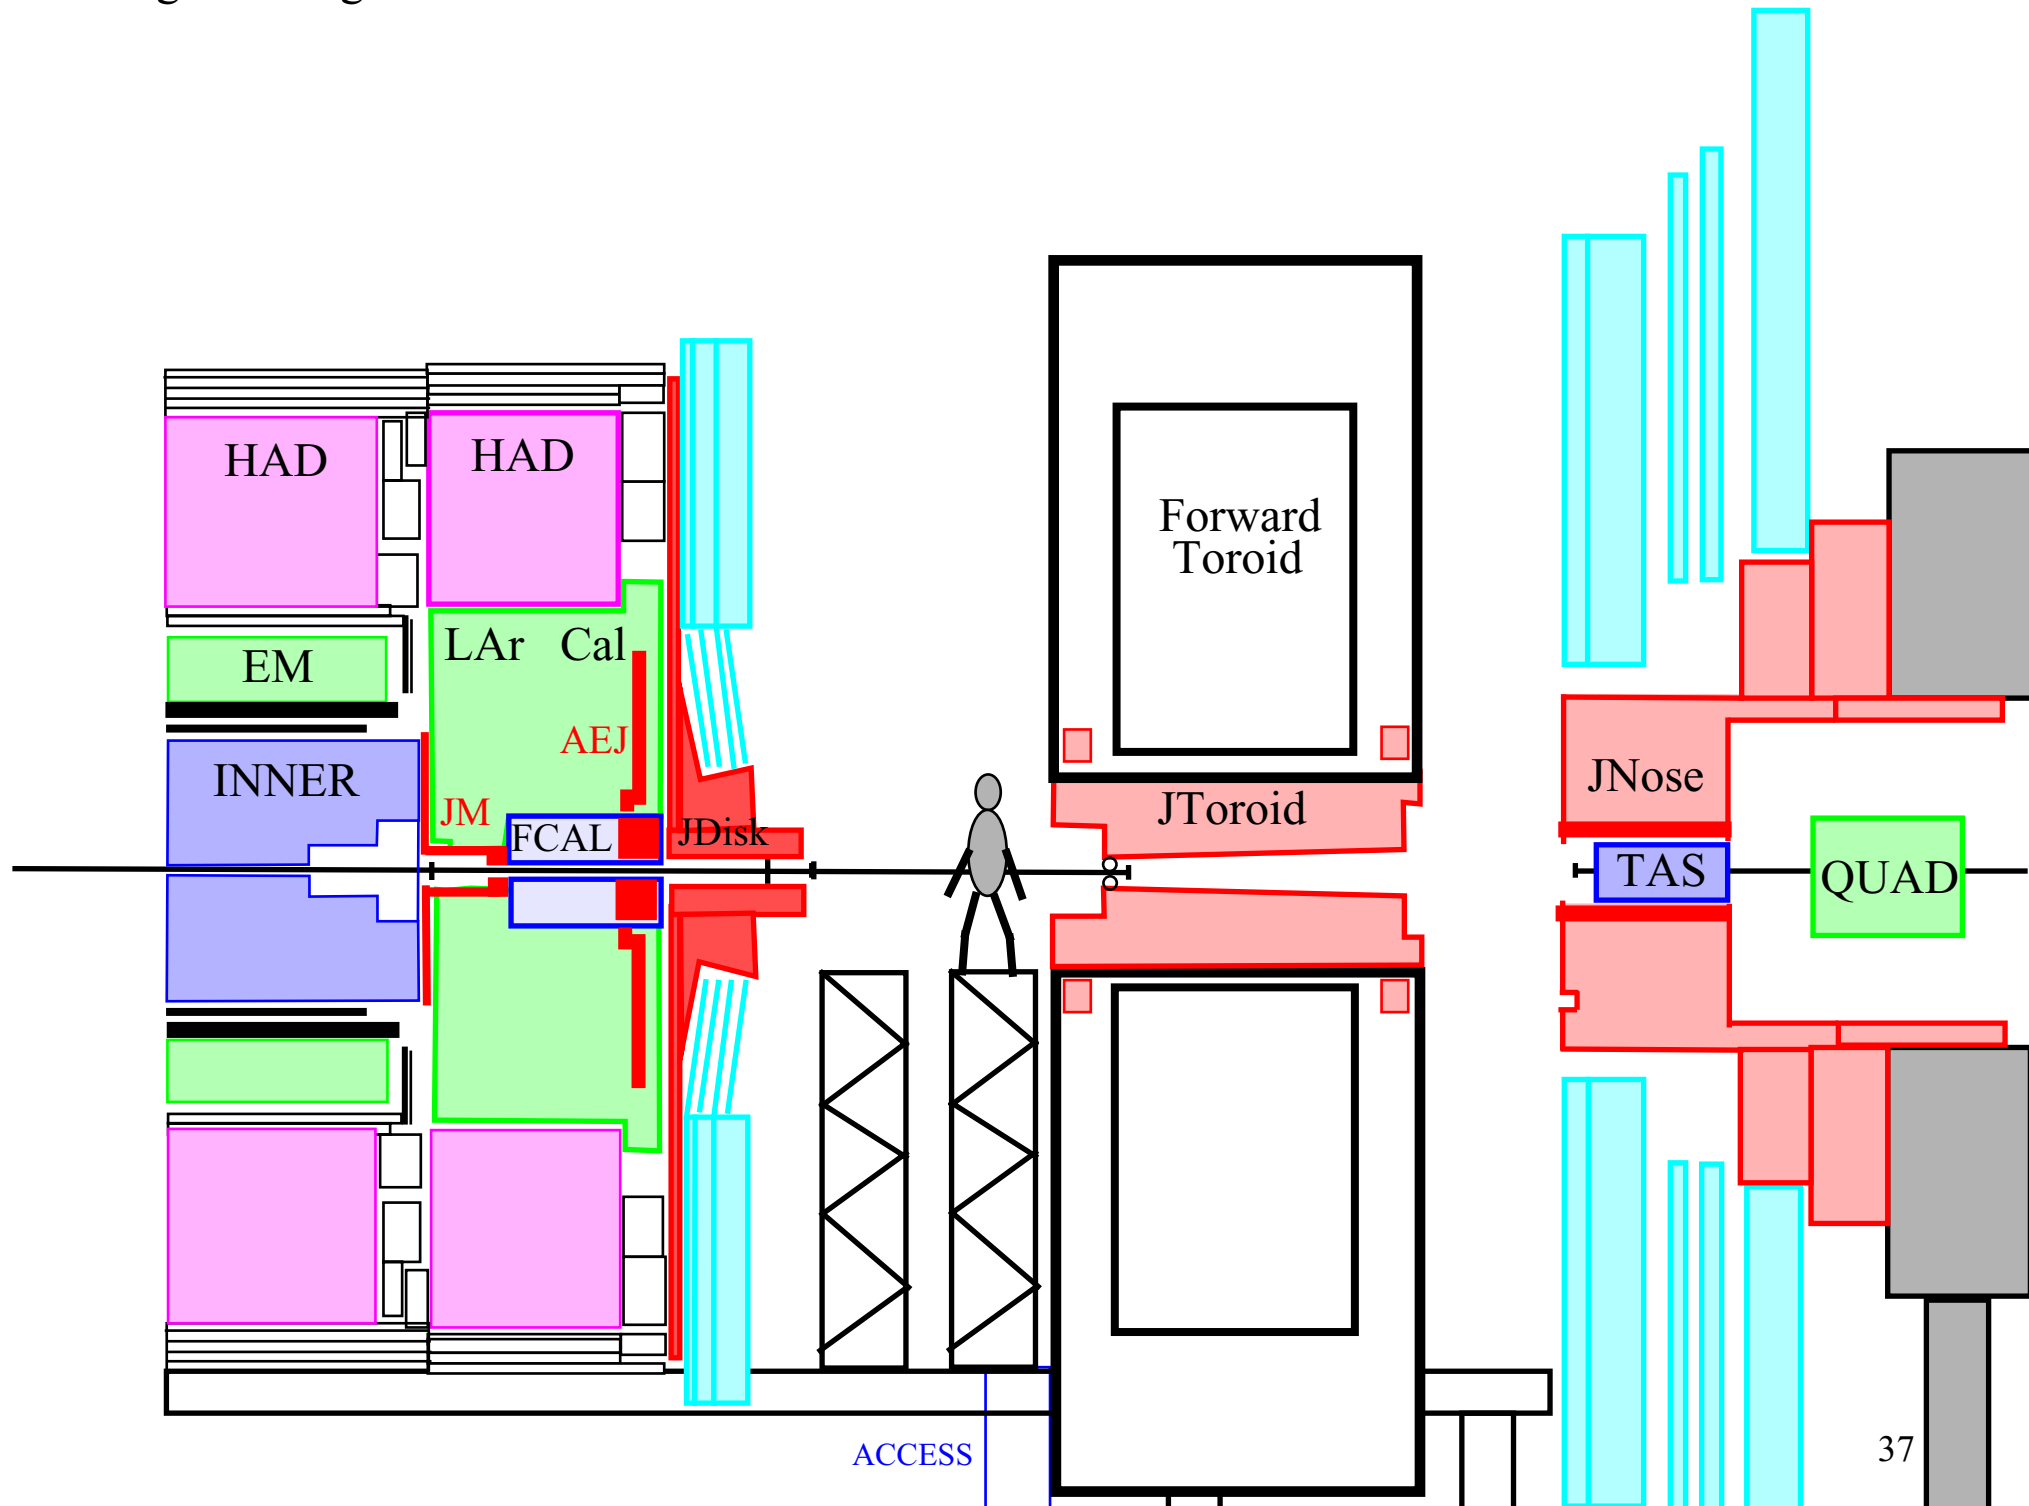 HAD
HAD
Forward
Toroid
LAr Cal
EM
AEJ
INNER
JM
FCAL
JDisk
JToroid
JNose
TAS
QUAD
ACCESS
37